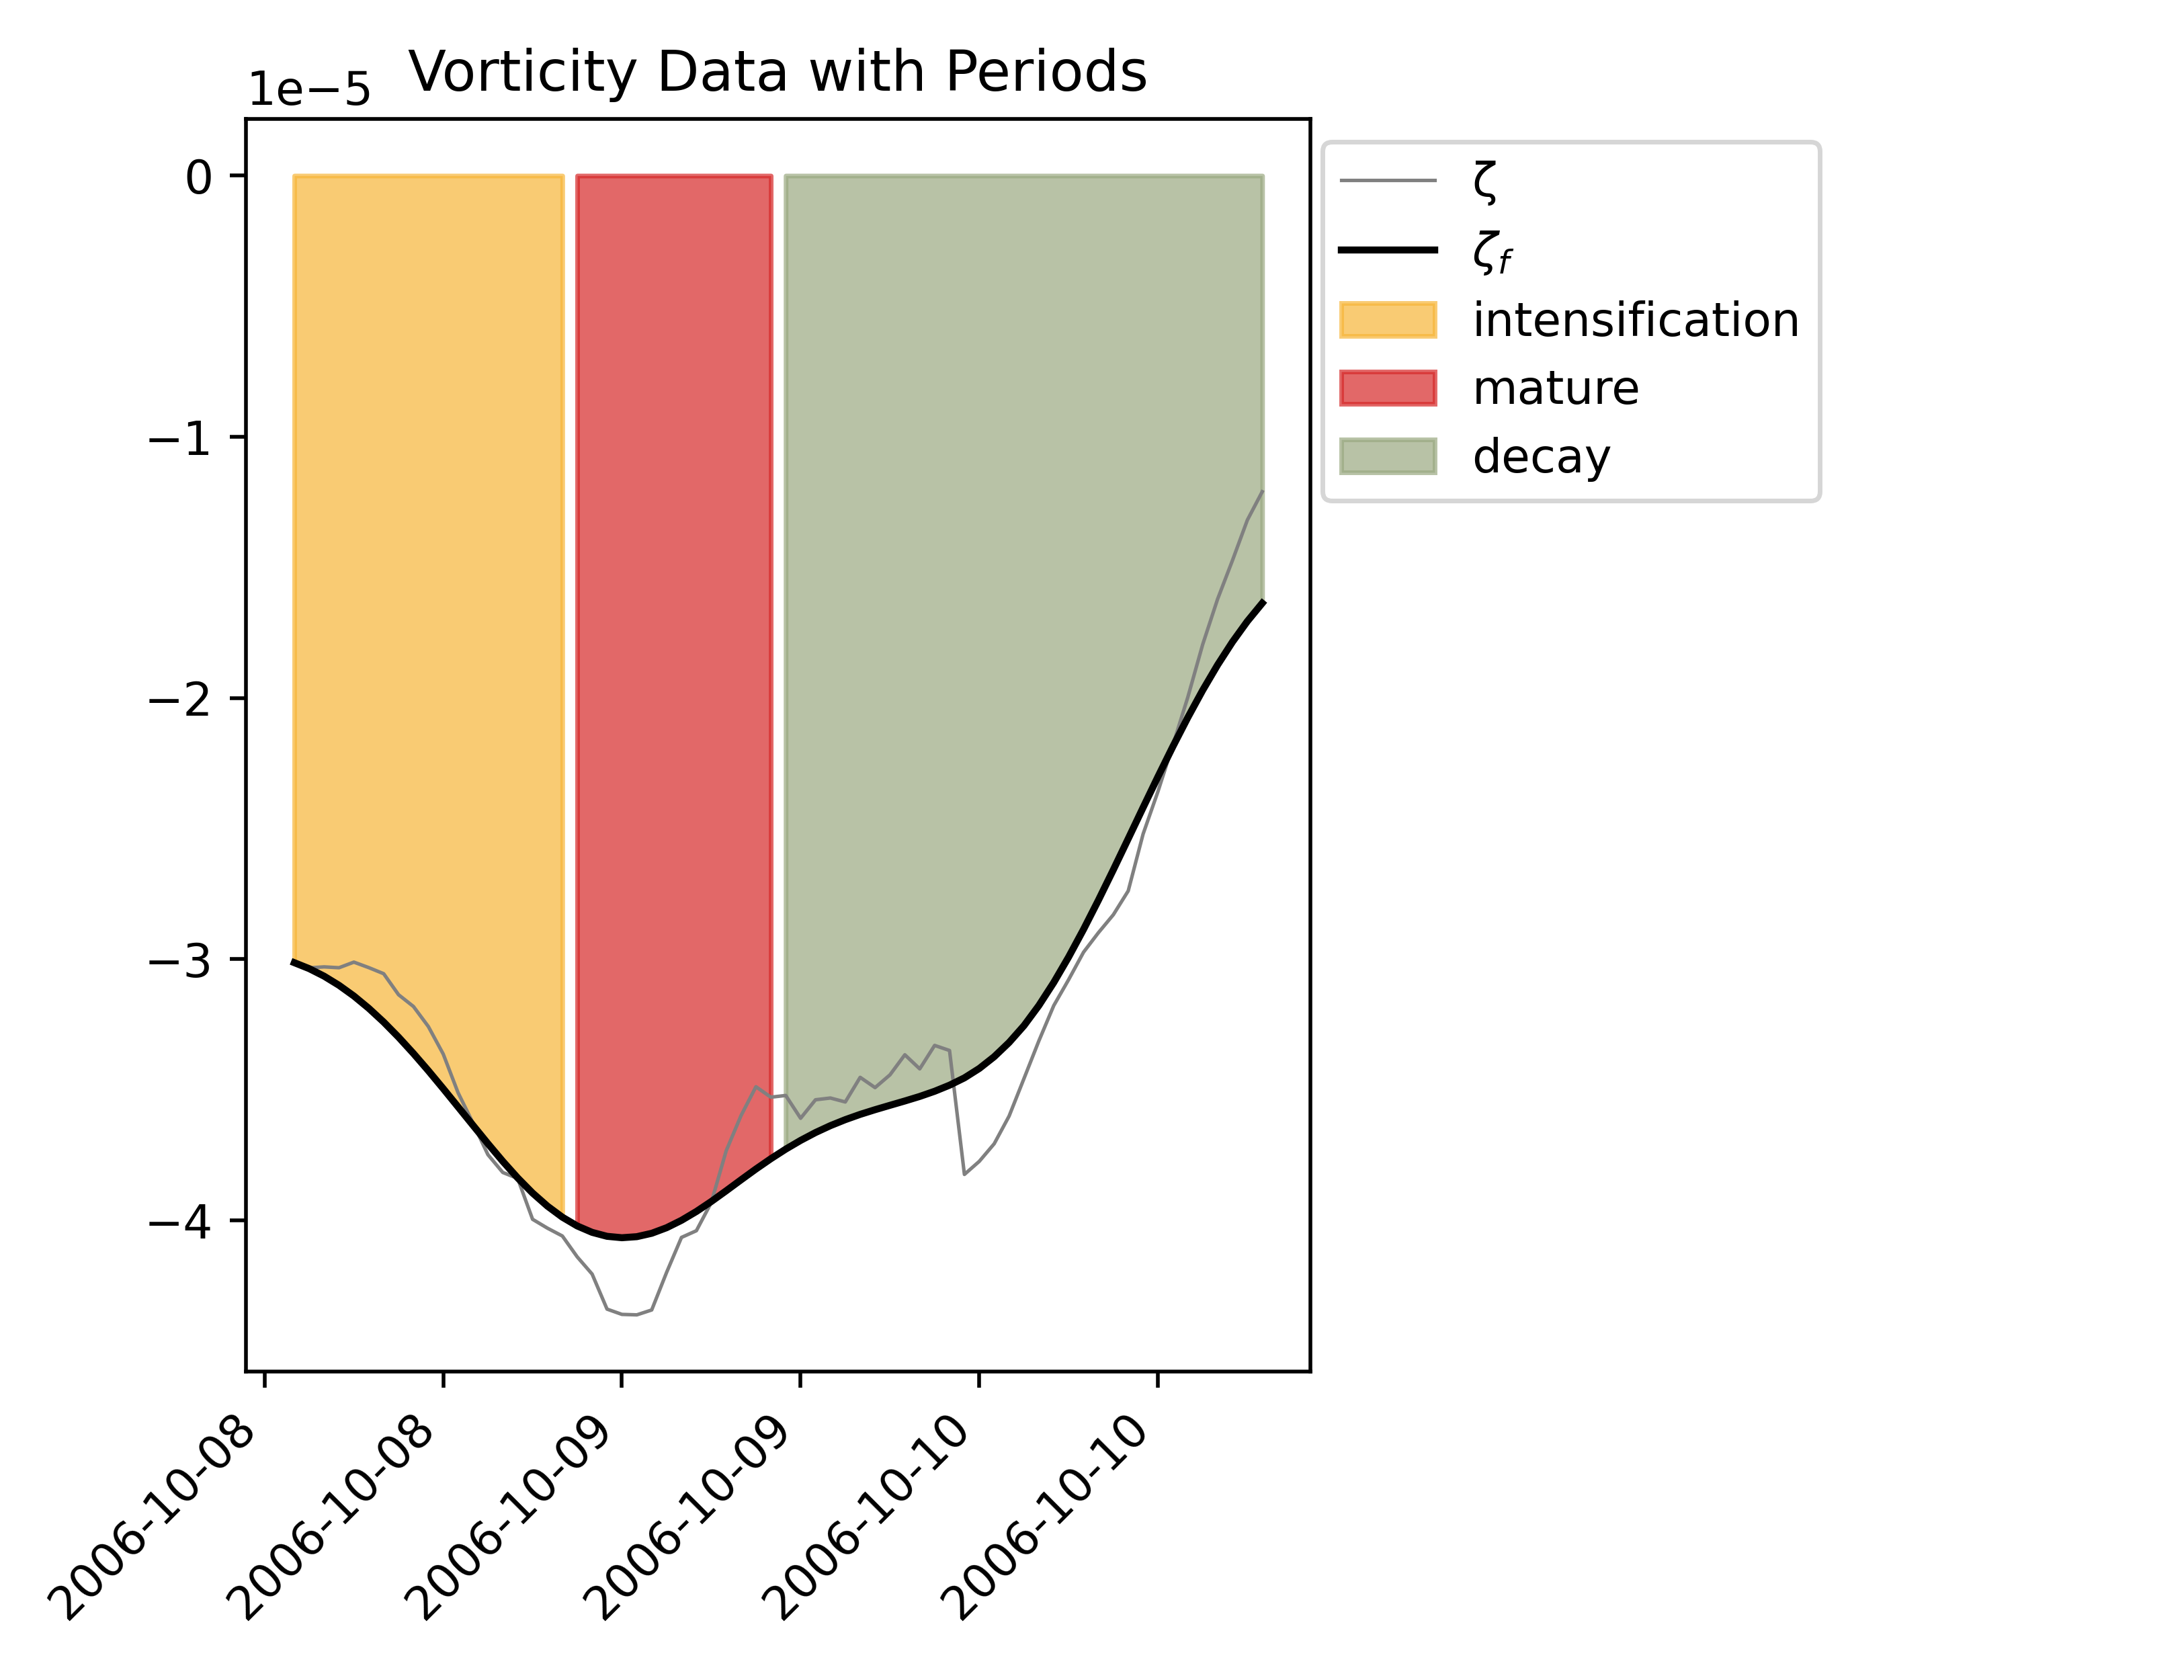 Vorticity Data with Periods
1e−5
0
−1
−2
−3
−4
2006-10-08
2006-10-08
2006-10-09
2006-10-09
2006-10-10
2006-10-10
ζ
ζf
intensification
mature
decay